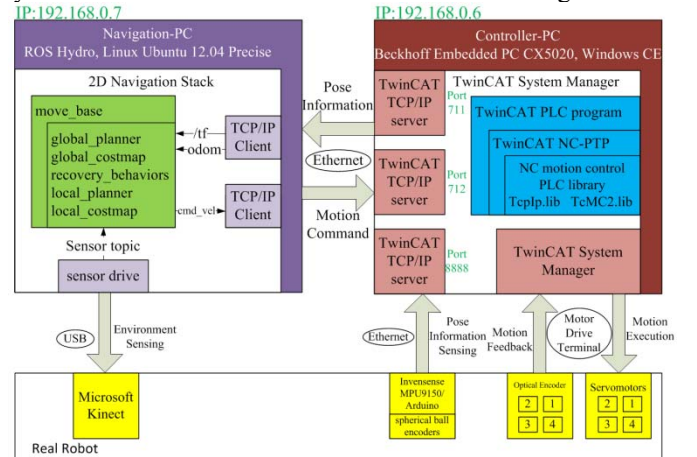 IP:192.168.0.7
IP:192.168.0.6
Navigation-PC
ROS Hydro, Linux Ubuntu 12.04 Precise
2D Navigation Stack
move_base
global_planner
global_costmap
recovery_behaviors
local_planner
local_costmap
/tf
odom
cmd_vel
TCP/IP
Client
TCP/IP
Client
Sensor topic
sensor drive
Pose
Information
Ethernet
Motion
Command
Controller-PC
Beckhoff Embedded PC CX5020, Windows CE
TwinCAT
TCP/IP
server
Port
711
TwinCAT
TCP/IP
server
Port
712
TwinCAT
TCP/IP
server
Port
8888
TwinCAT System Manager
TwinCAT PLC program
TwinCAT NC-PTP
NC motion control
PLC library
TcpIp.lib TcMC2.lib
TwinCAT System
Manager
USB
Environment
Sensing
Ethernet
Pose
Information
Sensing
Motion
Feedback
Motor
Drive
Terminal
Motion
Execution
Microsoft
Kinect
Invensense
MPU9150/
Arduino
spherical ball
encoders
Optical Encoder
2 1
3 4
Servomotors
2 1
3 4
Real Robot